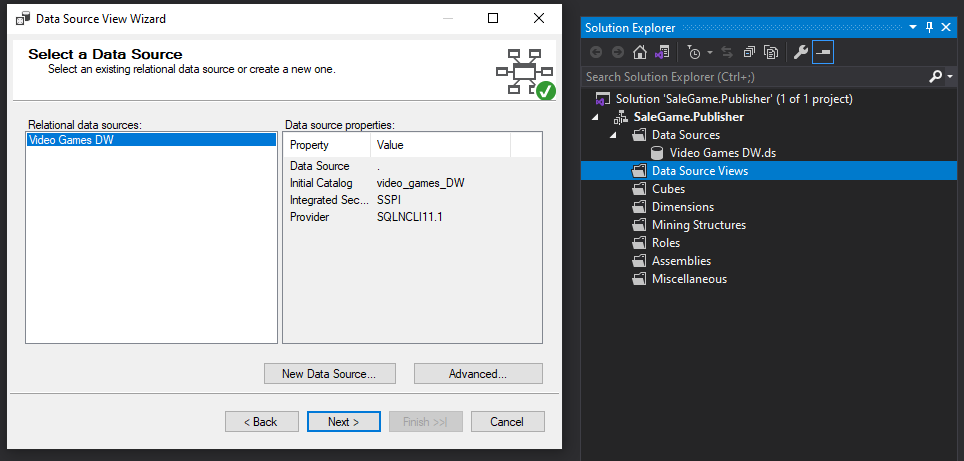 Data Source View Wizard
Select a Data Source
Select an existing relational data source or create a new one.
Relational data sources:
Video Games DW
Data source properties:
Property Value
Data Source .
Initial Catalog video_games_DW
Integrated Sec... SSPI
Provider SQLNCLI11.1
New Data Source... Advanced...
< Back Next > Finish >>| Cancel
Solution Explorer
Search Solution Explorer (Ctrl+;)
Solution 'SaleGame.Publisher' (1 of 1 project)
SaleGame.Publisher
Data Sources
Video Games DW.ds
Data Source Views
Cubes
Dimensions
Mining Structures
Roles
Assemblies
Miscellaneous